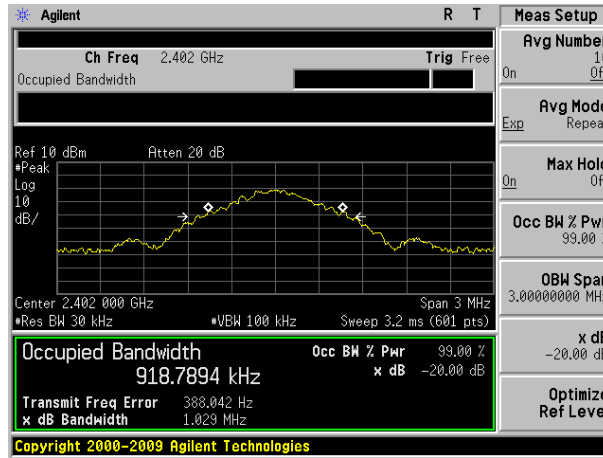 Agilent R T
Ch Freq 2.402 GHz Trig Free
Occupied Bandwidth
Ref 10 dBm Atten 20 dB
#Peak
Log
10
dB/
Center 2.402 000 GHz Span 3 MHz
#Res BW 30 kHz #VBW 100 kHz Sweep 3.2 ms (601 pts)
Occupied Bandwidth Occ BW % Pwr 99.00 %
918.7894 kHz x dB -20.00 dB
Transmit Freq Error 388.042 Hz
x dB Bandwidth 1.029 MHz
Copyright 2000-2009 Agilent Technologies
Meas Setup
Avg Number
10
On Of
Avg Mode
Exp Repea
Max Hold
On Of
Occ BW % Pwr
99.00
OBW Span
3.00000000 MH
x dB
-20.00 d
Optimize
Ref Level